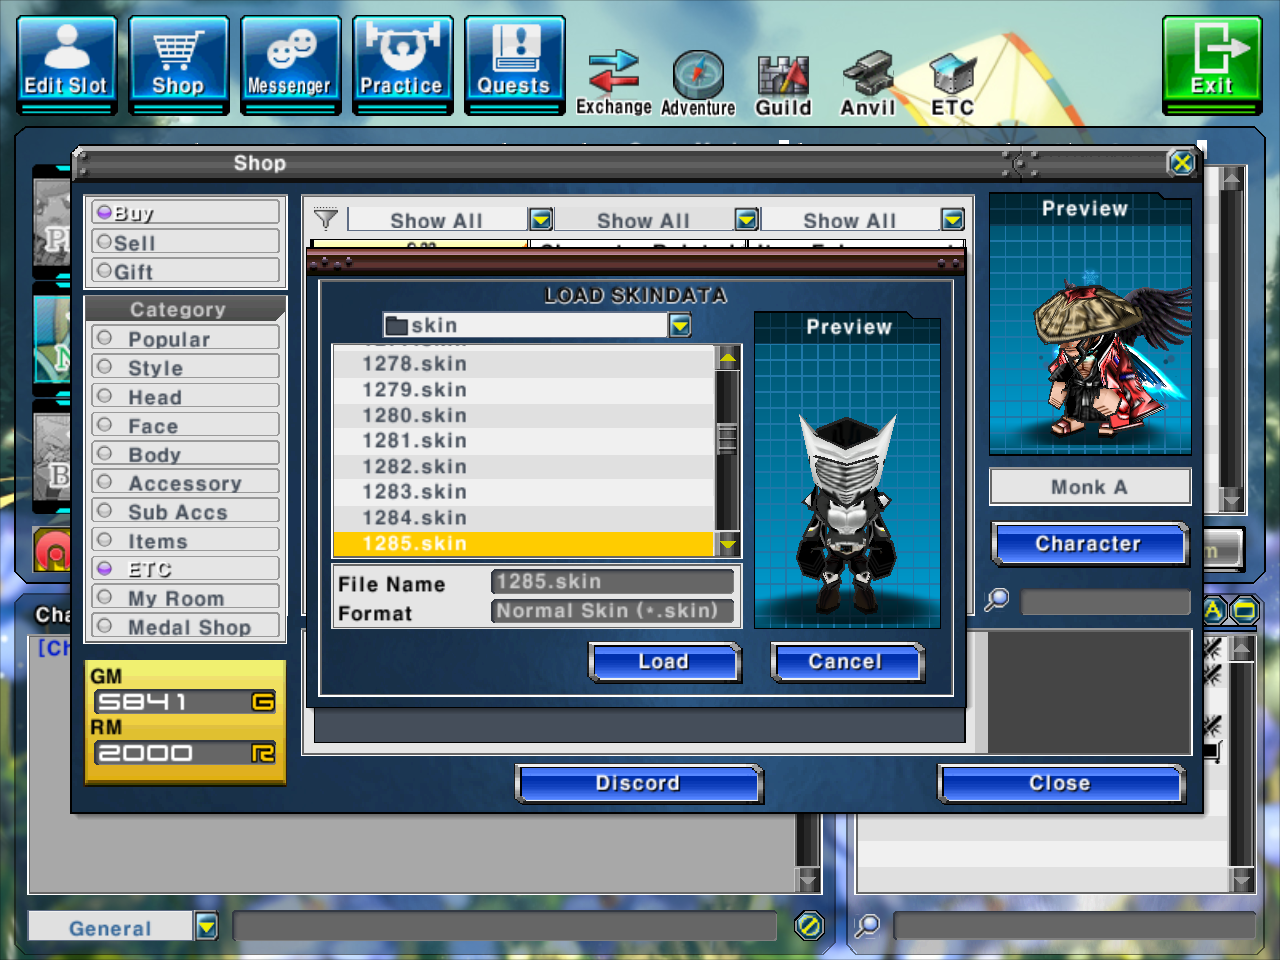 Edit Slot
Shop
Messenger
Practice
Quests
Exchange
Adventure
Guild
Anvil
ETC
Exit
Shop
Buy
Sell
Gift
Category
Popular
Style
Head
Face
Body
Accessory
Sub Accs
Items
ETC
My Room
Medal Shop
GM
5841 G
RM
2000 R
Show All
Show All
Show All
LOAD SKINDATA
skin
1278.skin
1279.skin
1280.skin
1281.skin
1282.skin
1283.skin
1284.skin
1285.skin
File Name
1285.skin
Format
Normal Skin (*.skin)
Preview
Load
Cancel
Preview
Monk A
Character
Discord
Close
Cha
[Ch
A
General